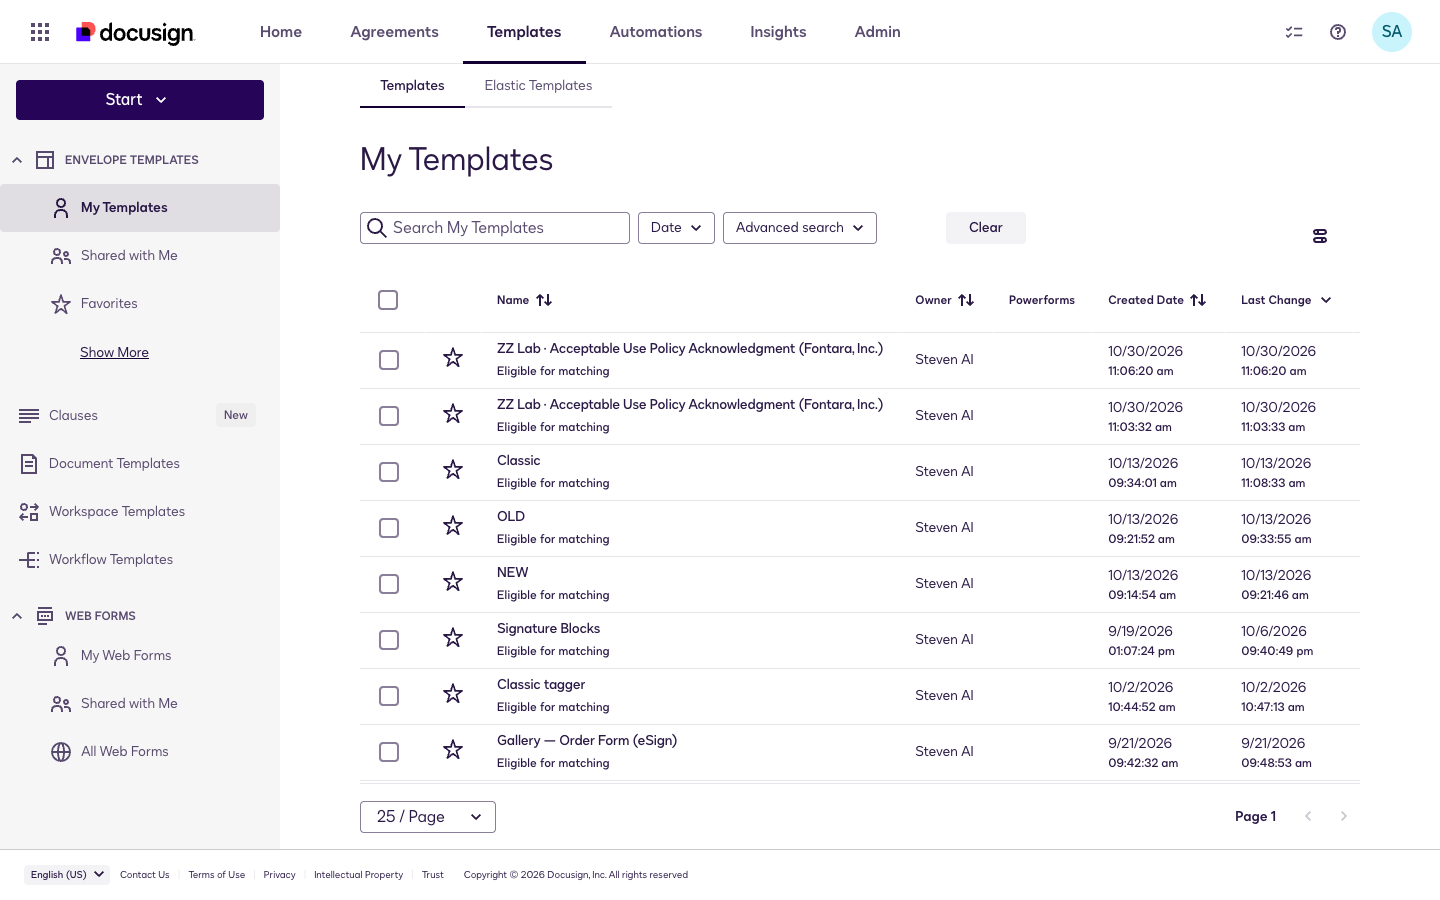 docusign
Home
Agreements
Templates
Automations
Insights
Admin
SA
Start
ENVELOPE TEMPLATES
My Templates
Shared with Me
Favorites
Show More
Clauses
New
Document Templates
Workspace Templates
Workflow Templates
WEB FORMS
My Web Forms
Shared with Me
All Web Forms
Templates
Elastic Templates
My Templates
Search My Templates
Date
Advanced search
Clear
Name
Owner
Powerforms
Created Date
Last Change
ZZ Lab · Acceptable Use Policy Acknowledgment (Fontara, Inc.)
Eligible for matching
Steven Al
10/30/2026
11:06:20 am
10/30/2026
11:06:20 am
ZZ Lab · Acceptable Use Policy Acknowledgment (Fontara, Inc.)
Eligible for matching
Steven Al
10/30/2026
11:03:32 am
10/30/2026
11:03:33 am
Classic
Eligible for matching
Steven Al
10/13/2026
09:34:01 am
10/13/2026
11:08:33 am
OLD
Eligible for matching
Steven Al
10/13/2026
09:21:52 am
10/13/2026
09:33:55 am
NEW
Eligible for matching
Steven Al
10/13/2026
09:14:54 am
10/13/2026
09:21:46 am
Signature Blocks
Eligible for matching
Steven Al
9/19/2026
01:07:24 pm
10/6/2026
09:40:49 pm
Classic tagger
Eligible for matching
Steven Al
10/2/2026
10:44:52 am
10/2/2026
10:47:13 am
Gallery — Order Form (eSign)
Eligible for matching
Steven Al
9/21/2026
09:42:32 am
9/21/2026
09:48:53 am
25 / Page
Page 1
English (US)
Contact Us
Terms of Use
Privacy
Intellectual Property
Trust
Copyright © 2026 Docusign, Inc. All rights reserved